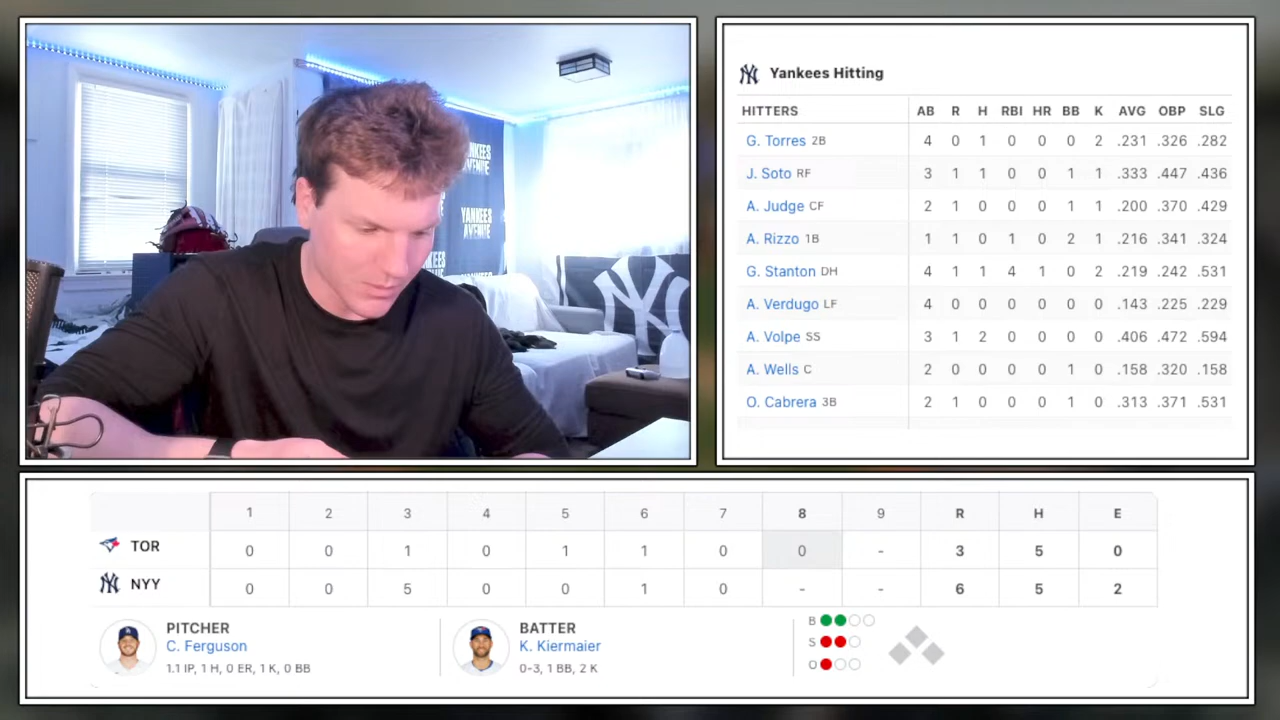 YANKEES
AVENUE
YANKEES
AVENUE
Yankees Hitting
HITTERS AB H RBI HR BB K AVG OBP SLG
G. Torres 2B 4 1 0 0 0 2 .231 .326 .282
J. Soto RF 3 1 1 0 0 1 1 .333 .447 .436
A. Judge CF 2 0 0 0 1 1 .200 .370 .429
A. Rizzo 1B 1 0 1 0 2 1 .216 .341 .324
G. Stanton DH 4 1 1 4 1 0 2 .219 .242 .531
A. Verdugo LF 4 0 0 0 0 0 0 .143 .225 .229
A. Volpe SS 3 1 2 0 0 0 0 .406 .472 .594
A. Wells C 2 0 0 0 0 1 0 .158 .320 .158
O. Cabrera 3B 2 1 0 0 0 1 0 .313 .371 .531
1 2 3 4 5 6 7 8 9 R H E
TOR 0 0 1 0 1 1 0 0 - 3 5 0
NYY 0 0 5 0 0 1 0 - - 6 5 2
PITCHER
C. Ferguson
1.1 IP, 1 H, 0 ER, 1 K, 0 BB
BATTER
K. Kiermaier
0-3, 1 BB, 2 K
B
S
O